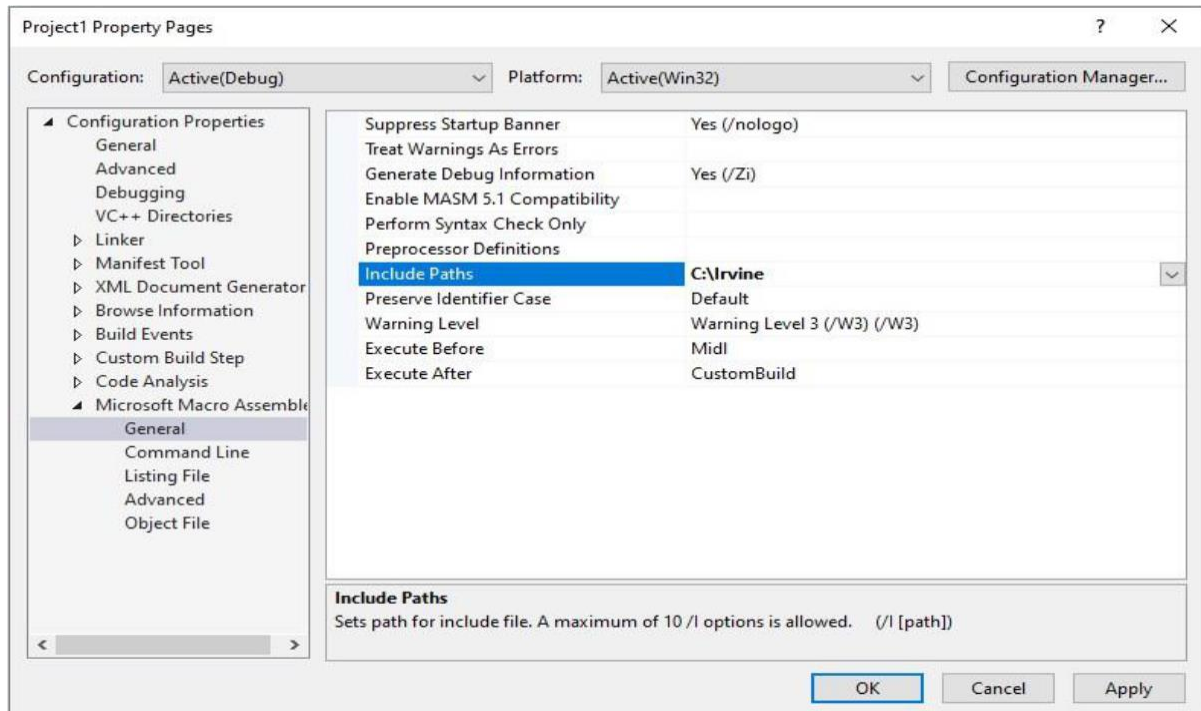 Project1 Property Pages
? ×
Configuration: Active(Debug) Platform: Active(Win32) Configuration Manager...
Configuration Properties
General
Advanced
Debugging
VC++ Directories
Linker
Manifest Tool
XML Document Generator
Browse Information
Build Events
Custom Build Step
Code Analysis
Microsoft Macro Assemble
General
Command Line
Listing File
Advanced
Object File
Suppress Startup Banner Yes (/nologo)
Treat Warnings As Errors
Generate Debug Information Yes (/Zi)
Enable MASM 5.1 Compatibility
Perform Syntax Check Only
Preprocessor Definitions
Include Paths C:\Irvine
Preserve Identifier Case Default
Warning Level Warning Level 3 (/W3) (/W3)
Execute Before Midl
Execute After CustomBuild
Include Paths
Sets path for include file. A maximum of 10 /I options is allowed. (/I [path])
OK Cancel Apply